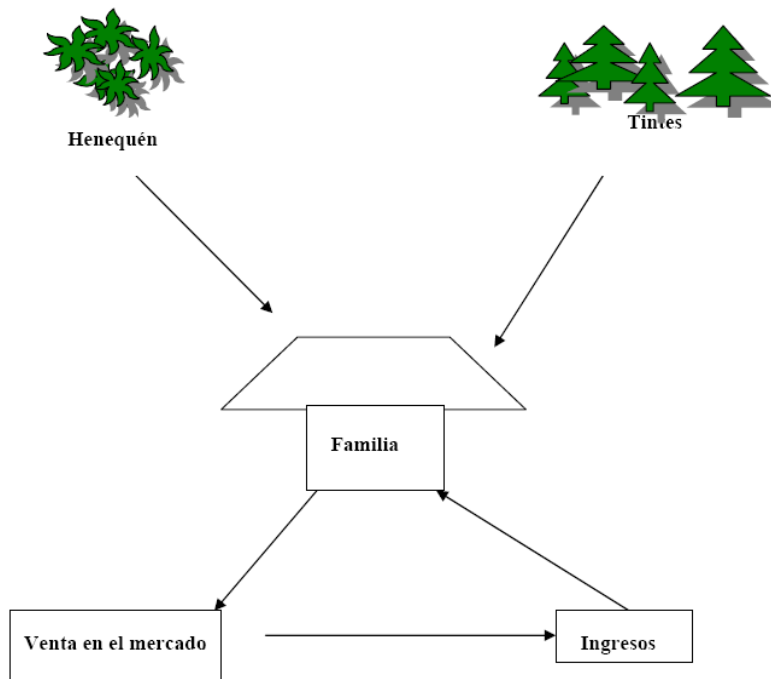 Henequén
Tintes
Familia
Venta en el mercado
Ingresos